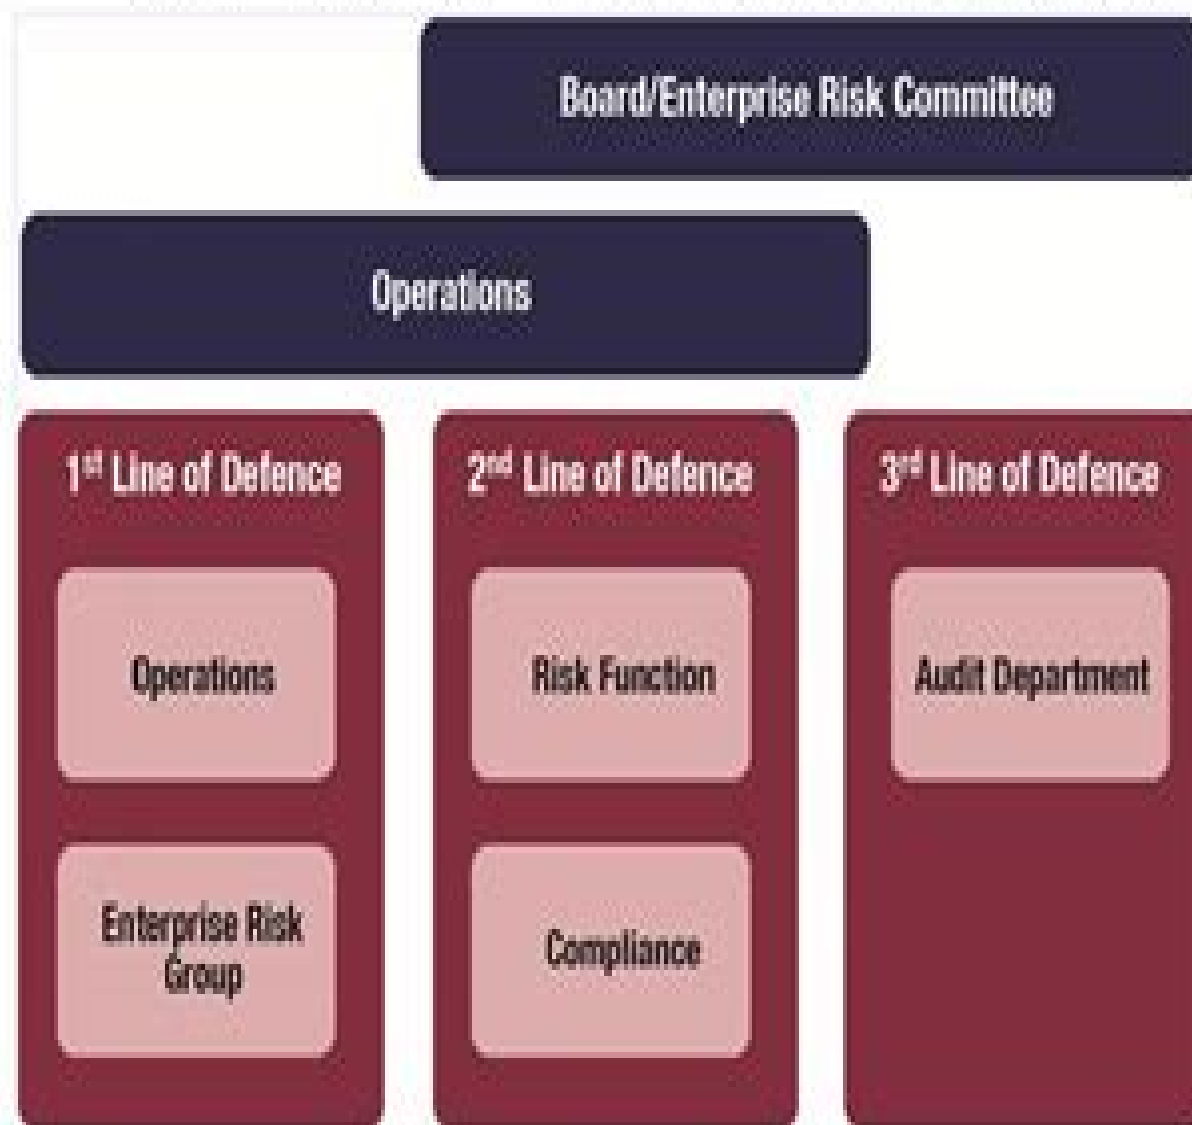 Board/Enterprise Risk Committee
Operations
1st Line of Defence
2nd Line of Defence
3rd Line of Defence
Operations
Risk Function
Audit Department
Enterprise Risk
Group
Compliance